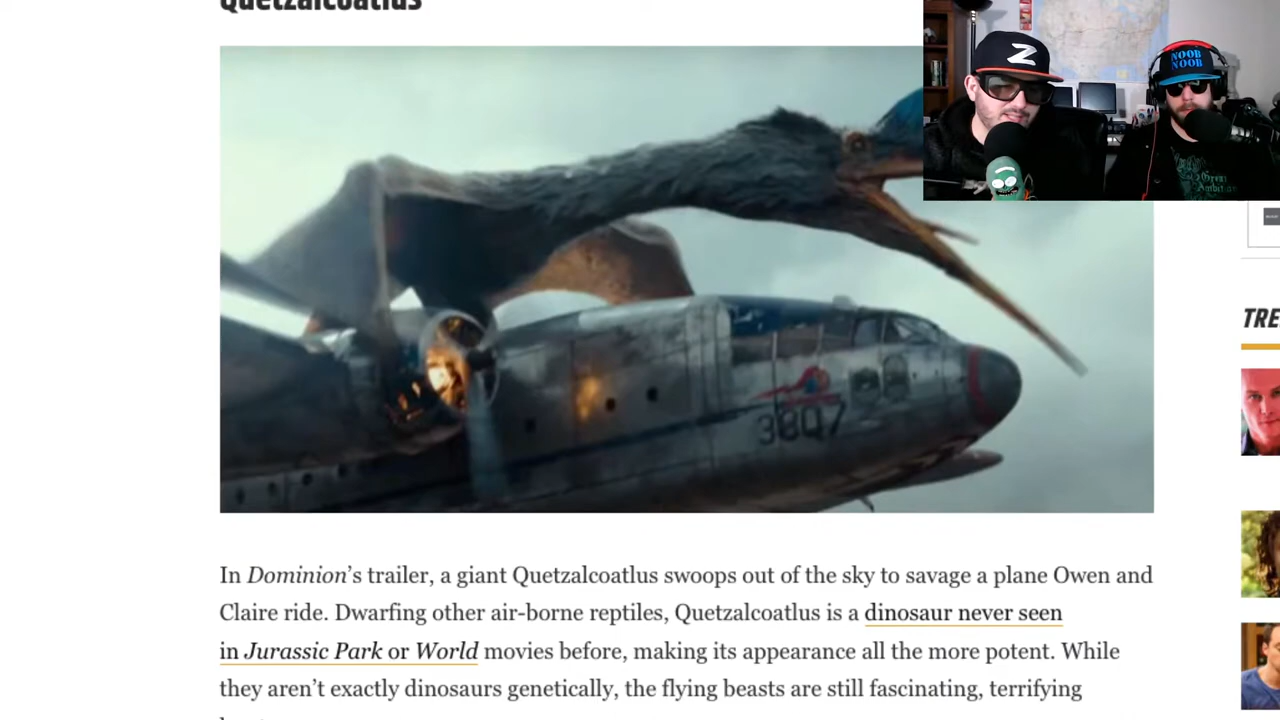 Quetzalcoatlus
Z
NOOB
NOOB
Great
Ambition
38Q7
TRE
In Dominion’s trailer, a giant Quetzalcoatlus swoops out of the sky to savage a plane Owen and
Claire ride. Dwarfing other air-borne reptiles, Quetzalcoatlus is a dinosaur never seen
in Jurassic Park or World movies before, making its appearance all the more potent. While
they aren’t exactly dinosaurs genetically, the flying beasts are still fascinating, terrifying